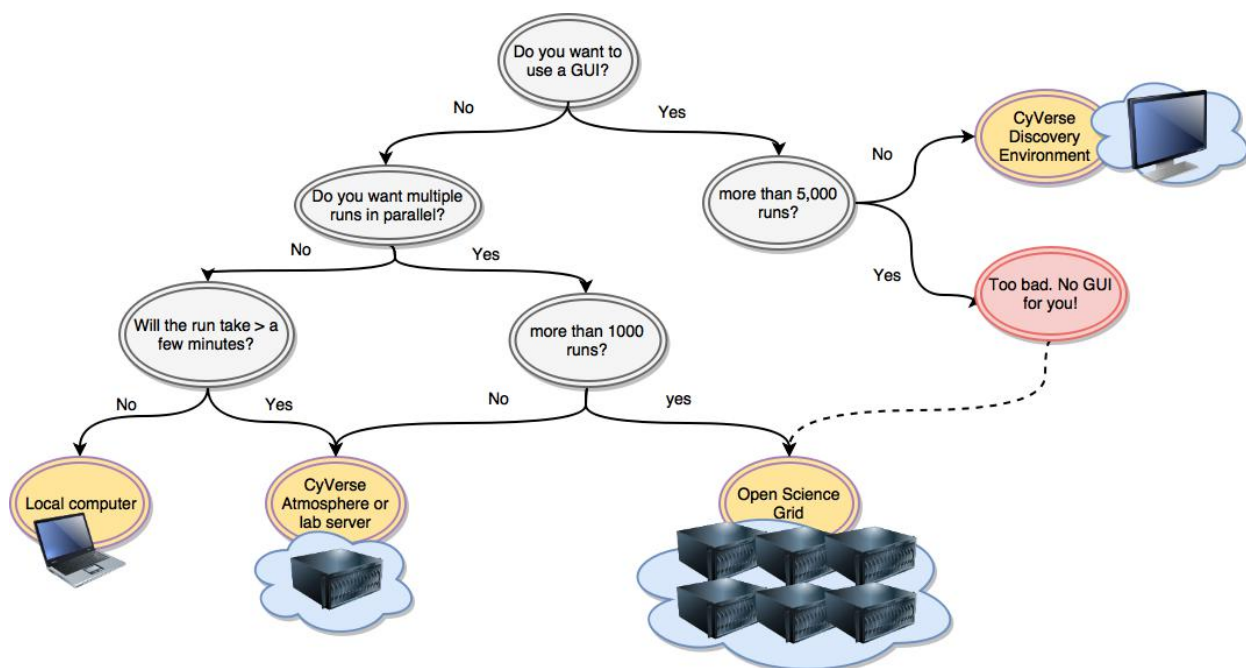 Do you want to
use a GUI?
No
Yes
CyVerse
Discovery
Environment
No
Do you want multiple
runs in parallel?
more than 5,000
runs?
No
Yes
Yes
Too bad. No GUI
for you!
Will the run take > a
few minutes?
more than 1000
runs?
No
Yes
No
yes
Local computer
CyVerse
Atmosphere or
lab server
Open Science
Grid